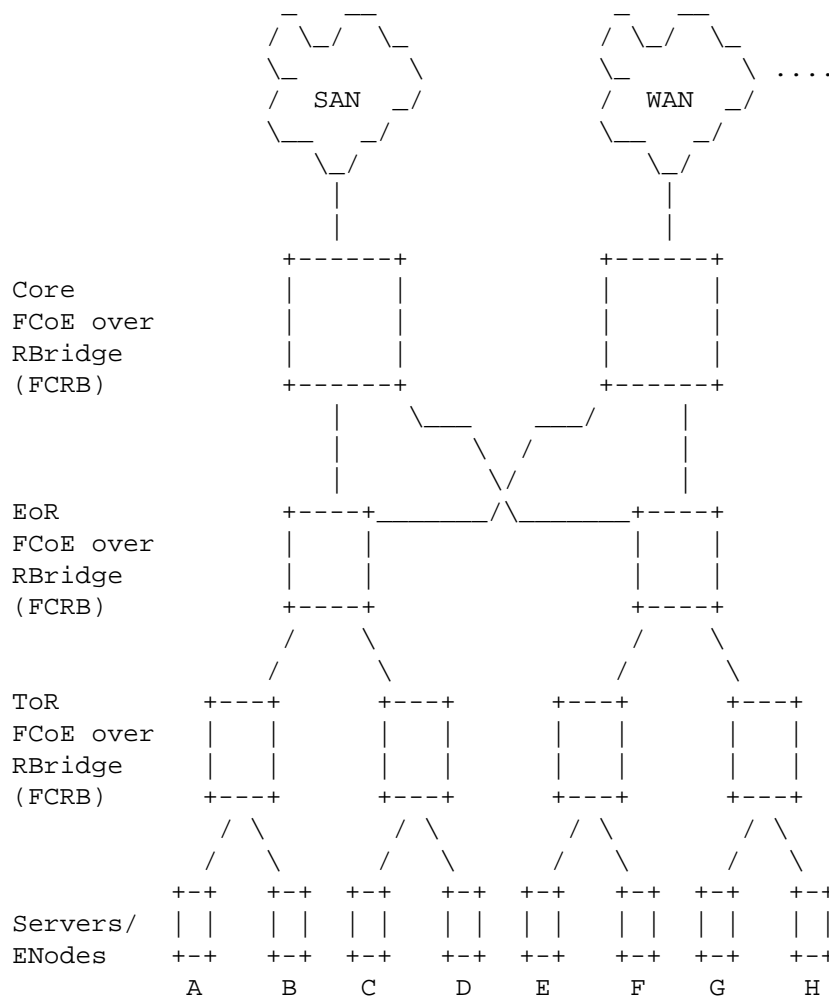 ....
SAN WAN
Core
FCoE over
RBridge
(FCRB)
EoR
FCoE over
RBridge
(FCRB)
ToR
FCoE over
RBridge
(FCRB)
Servers/
ENodes
A B C D E F G H